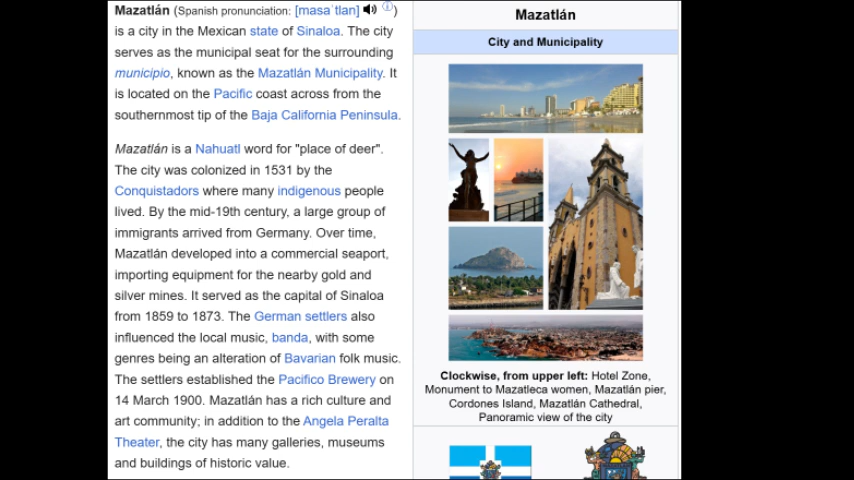 Mazatlán (Spanish pronunciation: [masaˈtlan] )
is a city in the Mexican state of Sinaloa. The city
serves as the municipal seat for the surrounding
municipio, known as the Mazatlán Municipality. It
is located on the Pacific coast across from the
southernmost tip of the Baja California Peninsula.
Mazatlán is a Nahuatl word for "place of deer".
The city was colonized in 1531 by the
Conquistadors where many indigenous people
lived. By the mid-19th century, a large group of
immigrants arrived from Germany. Over time,
Mazatlán developed into a commercial seaport,
importing equipment for the nearby gold and
silver mines. It served as the capital of Sinaloa
from 1859 to 1873. The German settlers also
influenced the local music, banda, with some
genres being an alteration of Bavarian folk music.
The settlers established the Pacifico Brewery on
14 March 1900. Mazatlán has a rich culture and
art community; in addition to the Angela Peralta
Theater, the city has many galleries, museums
and buildings of historic value.
Mazatlán
City and Municipality
Clockwise, from upper left: Hotel Zone,
Monument to Mazatleca women, Mazatlán pier,
Cordones Island, Mazatlán Cathedral,
Panoramic view of the city